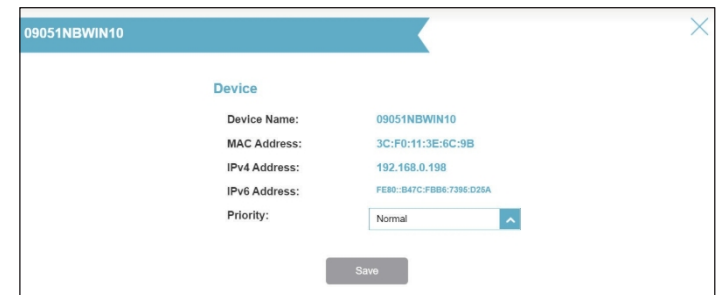 09051NBWIN10
Device
Device Name: 09051NBWIN10
MAC Address: 3C:F0:11:3E:6C:9B
IPv4 Address: 192.168.0.198
IPv6 Address: FE80::B47C:FBB6:7395:D25A
Priority: Normal
Save